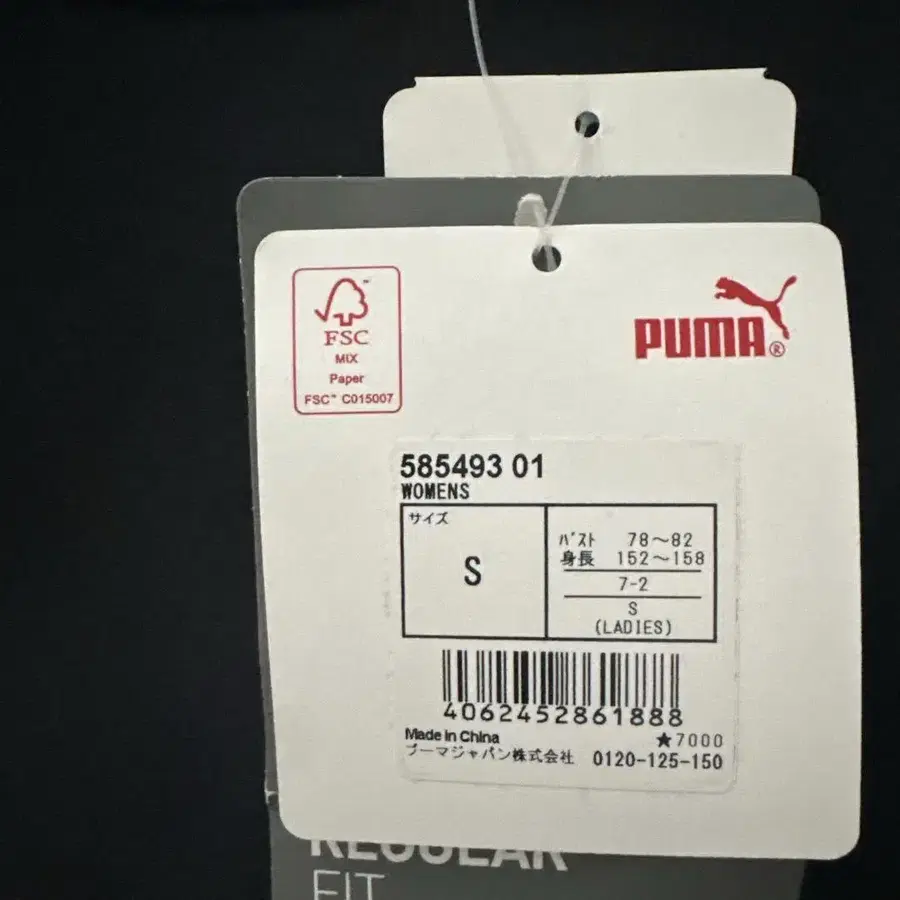 FSC
MIX
Paper
FSC™ C015007
PUMA®
585493 01
WOMENS
サイズ
S
バスト 78～82
身長 152～158
7-2
S
(LADIES)
4062452861888
Made in China
★7000
プーマジャパン株式会社 0120-125-150
REGULAR
FIT